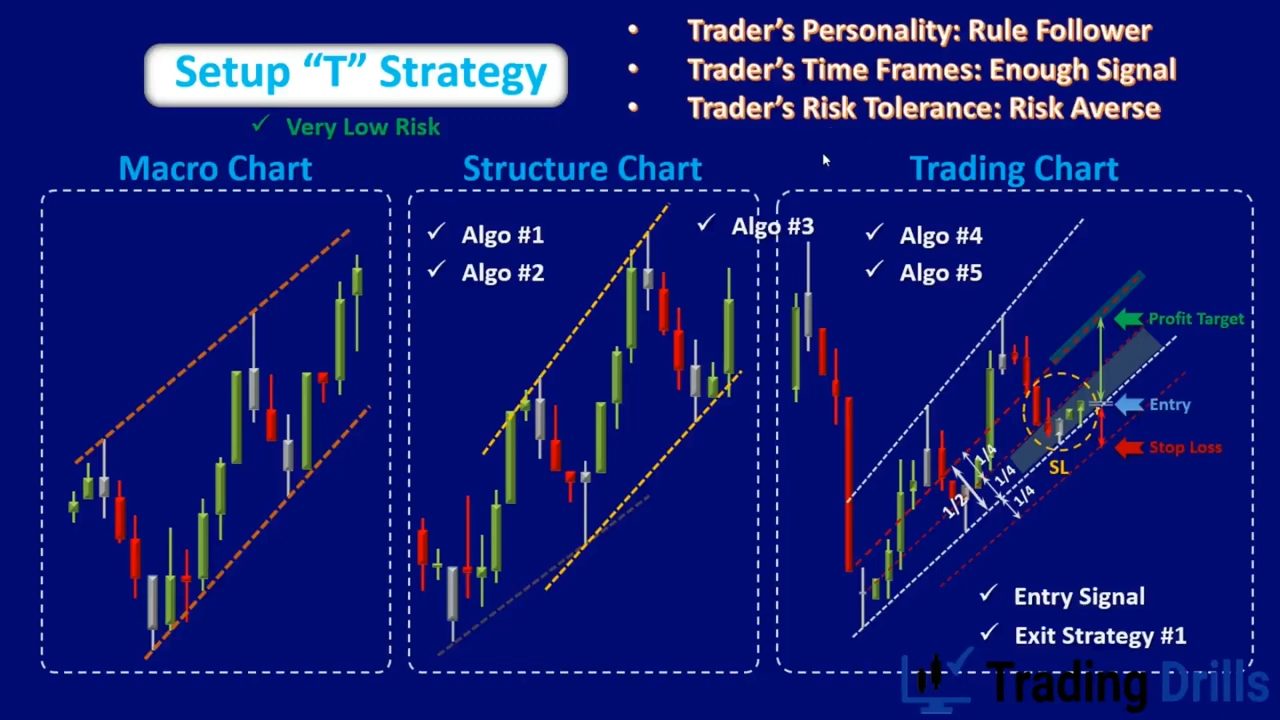 Setup “T” Strategy
✓ Very Low Risk
• Trader’s Personality: Rule Follower
• Trader’s Time Frames: Enough Signal
• Trader’s Risk Tolerance: Risk Averse
Macro Chart
Structure Chart
✓ Algo #1
✓ Algo #2
✓ Algo #3
Trading Chart
✓ Algo #4
✓ Algo #5
Profit Target
Entry
Stop Loss
SL
1/4
1/4
1/2
1/4
✓ Entry Signal
✓ Exit Strategy #1
Trading Drills